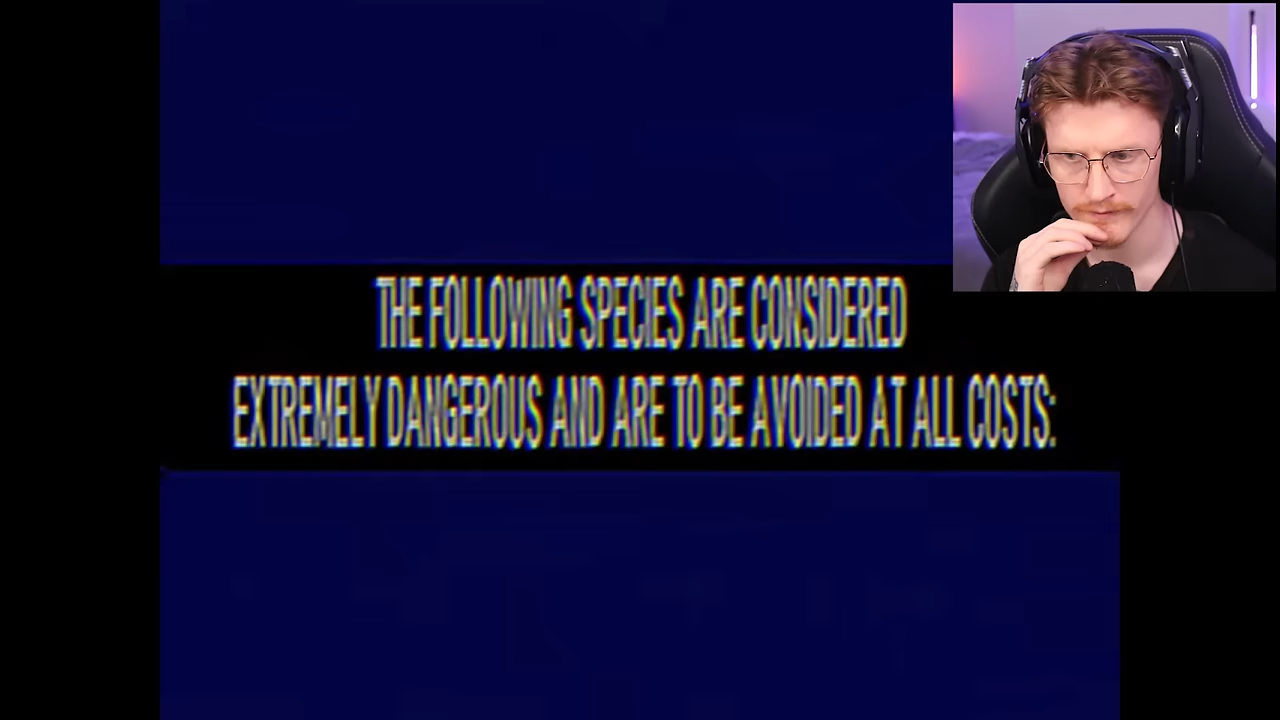 THE FOLLOWING SPECIES ARE CONSIDERED
EXTREMELY DANGEROUS AND ARE TO BE AVOIDED AT ALL COSTS: